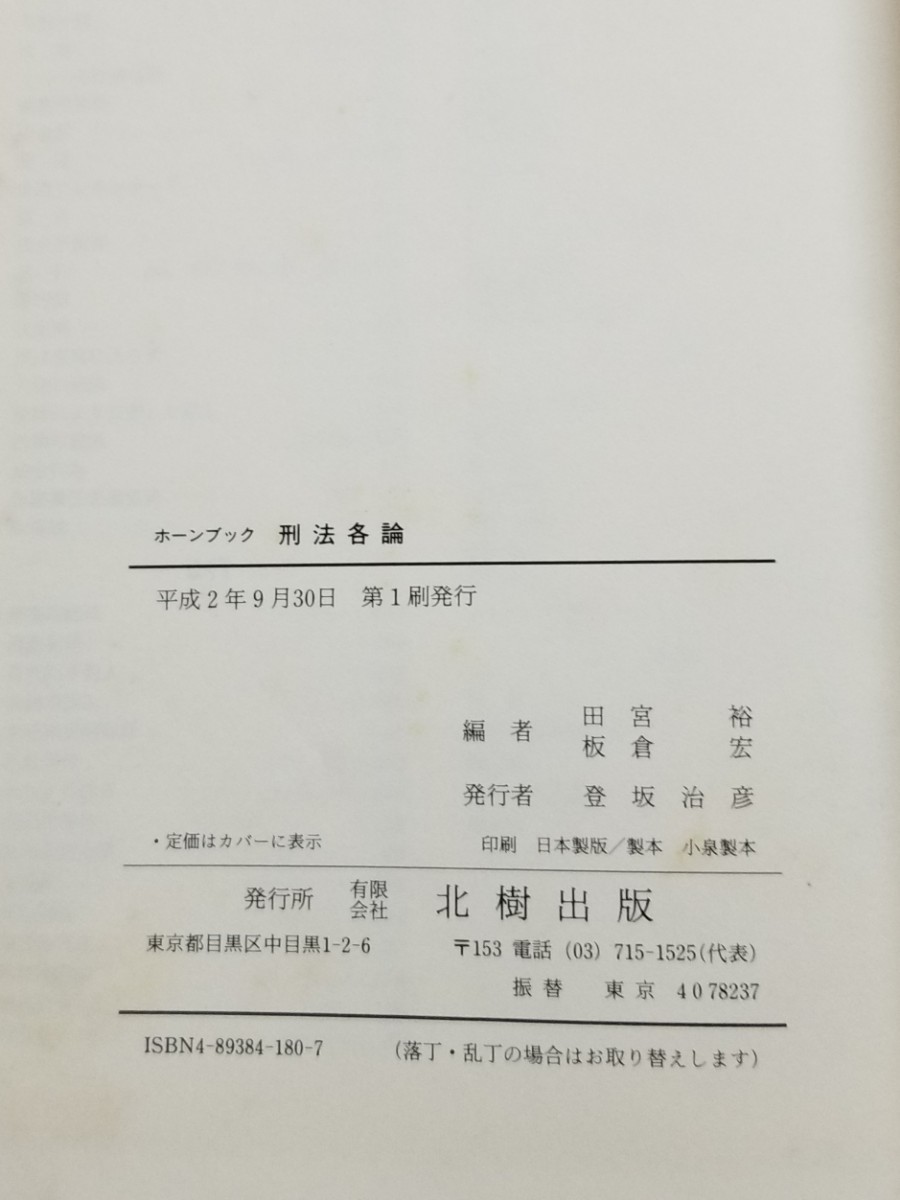 ホーンブック 刑法各論
平成2年9月30日 第1刷発行
編者 田宮 裕
板倉 宏
発行者 登坂治彦
・定価はカバーに表示 印刷 日本製版/製本 小泉製本
発行所 有限会社 北樹出版
東京都目黒区中目黒1-2-6 〒153 電話 (03) 715-1525(代表)
振替 東京 4078237
ISBN4-89384-180-7 (落丁・乱丁の場合はお取り替えします)